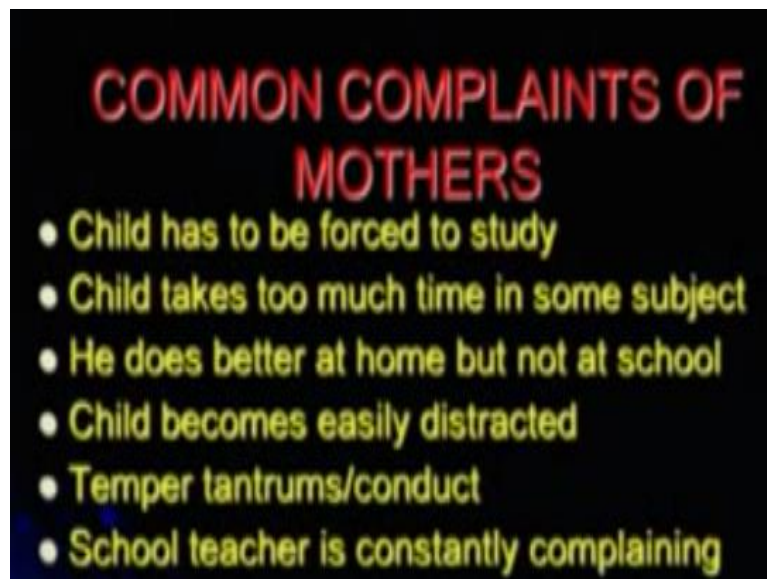 COMMON COMPLAINTS OF
MOTHERS
• Child has to be forced to study
• Child takes too much time in some subject
• He does better at home but not at school
• Child becomes easily distracted
• Temper tantrums/conduct
• School teacher is constantly complaining